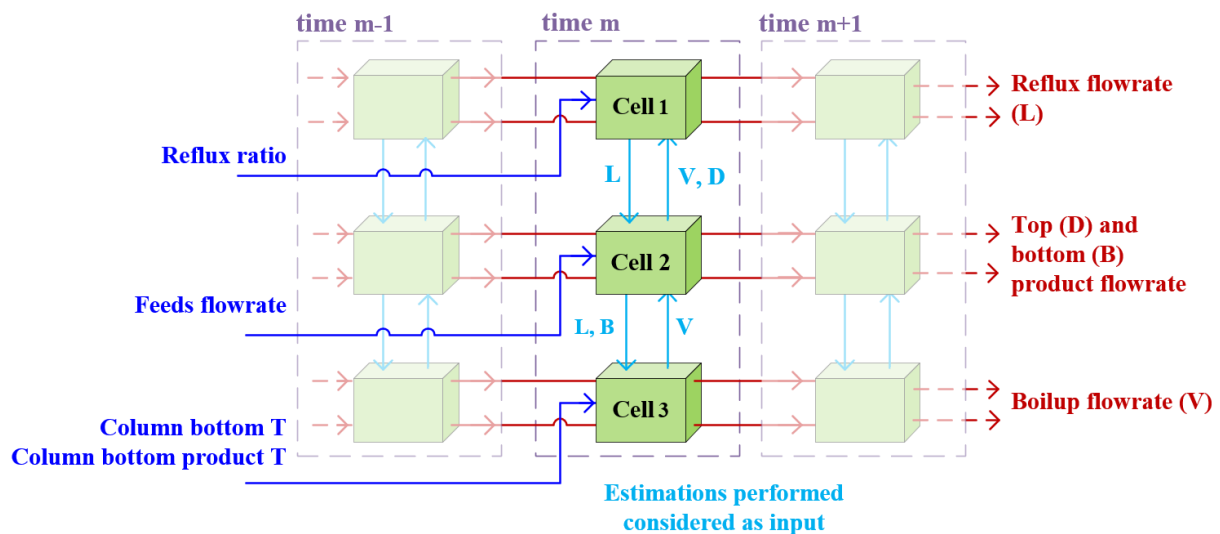 time m-1
time m
time m+1
Cell 1
Reflux flowrate
(L)
Reflux ratio
L
V, D
Cell 2
Top (D) and
bottom (B)
product flowrate
Feeds flowrate
L, B
V
Cell 3
Boilup flowrate (V)
Column bottom T
Column bottom product T
Estimations performed
considered as input